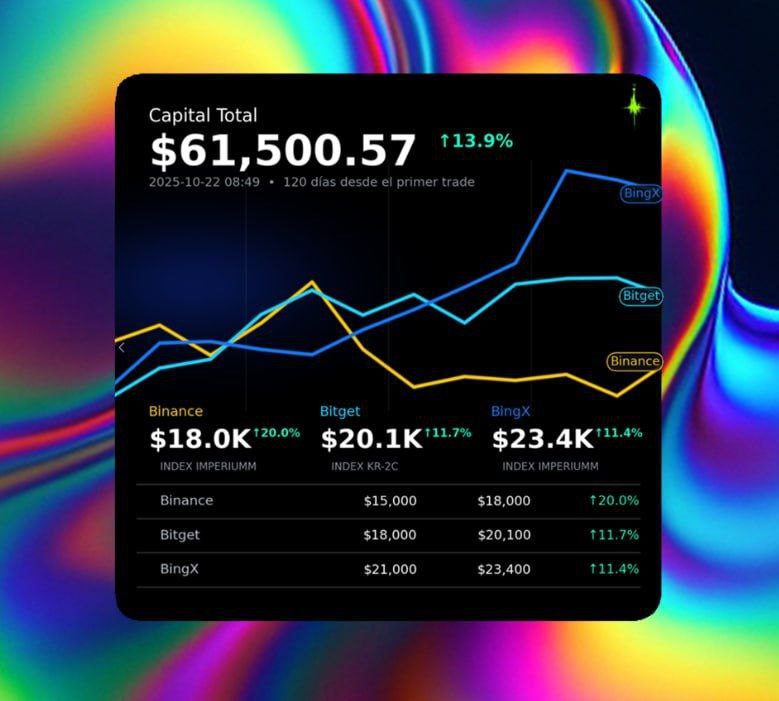 Capital Total
$61,500.57 ↑13.9%
2025-10-22 08:49 • 120 días desde el primer trade
BingX
Bitget
Binance
Binance Bitget BingX
$18.0K ↑20.0% $20.1K ↑11.7% $23.4K ↑11.4%
INDEX IMPERIUMM INDEX KR-2C INDEX IMPERIUMM
Binance $15,000 $18,000 ↑20.0%
Bitget $18,000 $20,100 ↑11.7%
BingX $21,000 $23,400 ↑11.4%